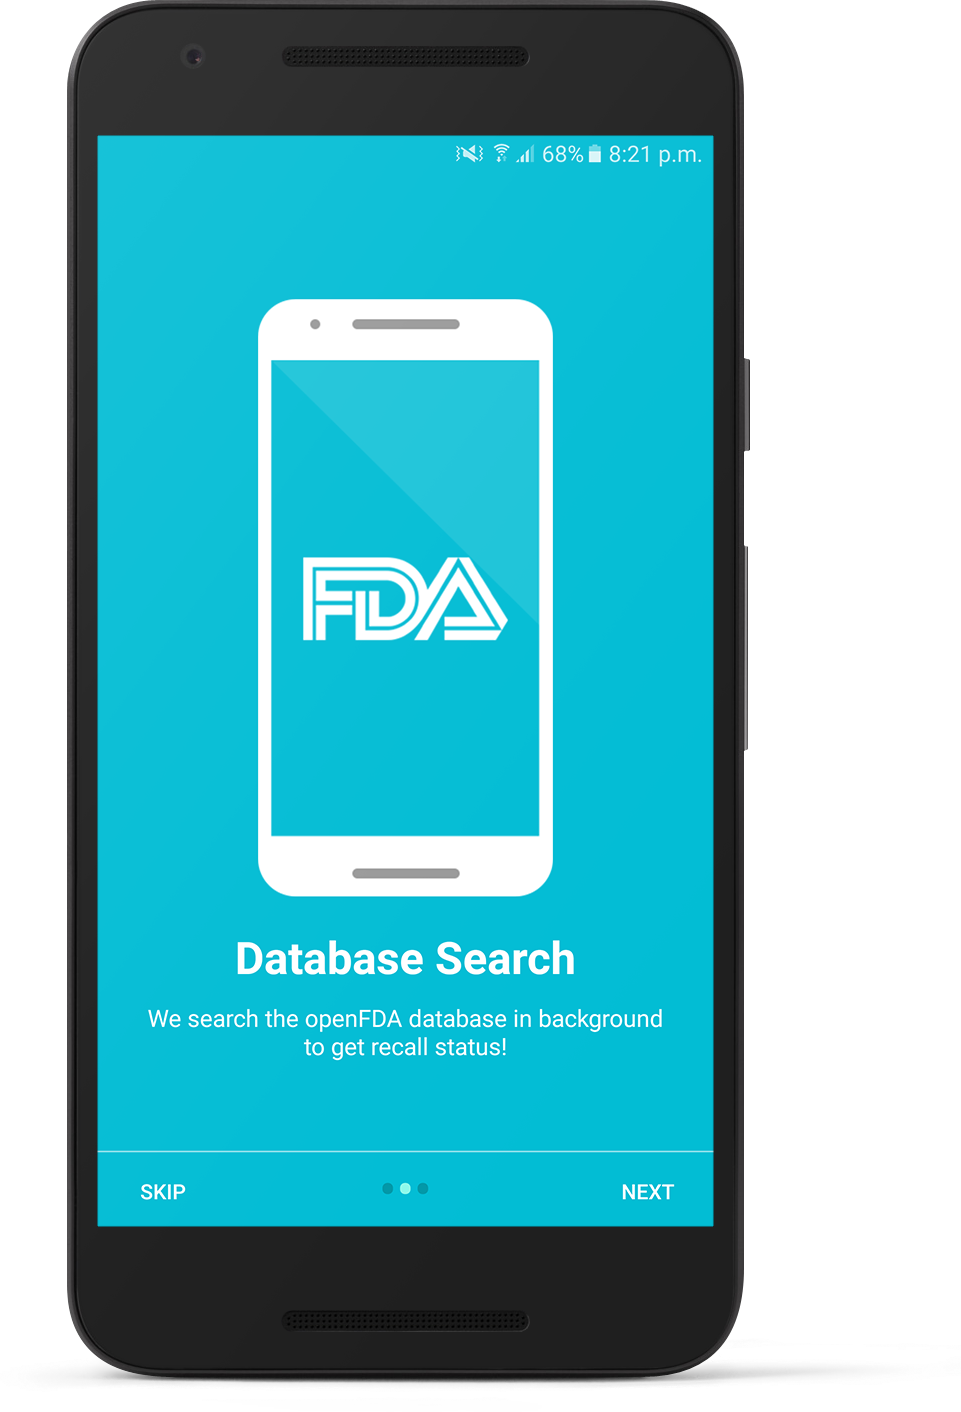 68% 8:21 p.m.
FDA
Database Search
We search the openFDA database in background
to get recall status!
SKIP
NEXT